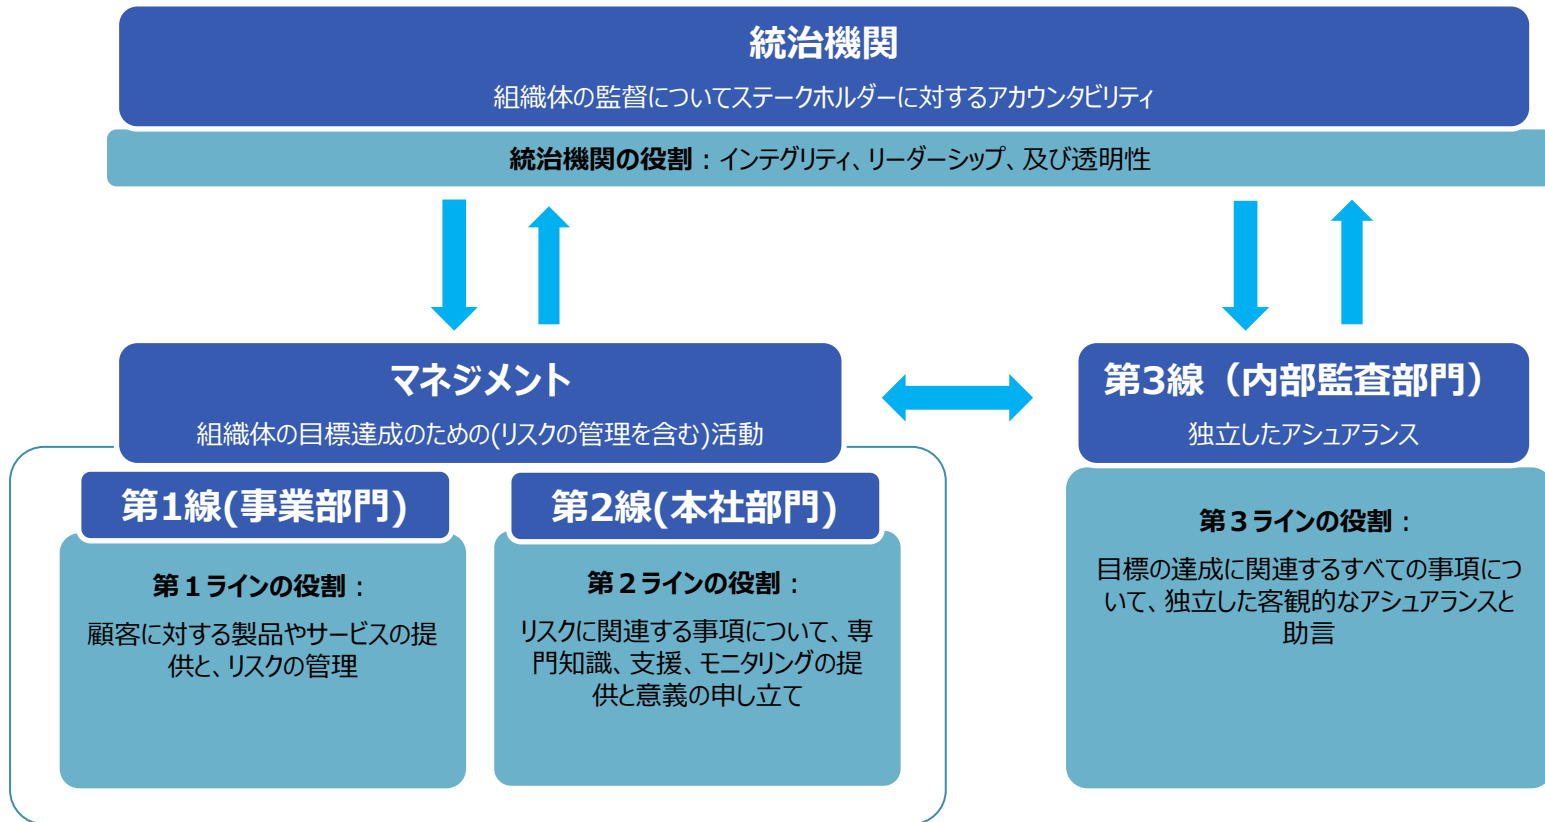 統治機関
組織体の監督についてステークホルダーに対するアカウンタビリティ
統治機関の役割：インテグリティ、リーダーシップ、及び透明性
マネジメント
組織体の目標達成のための(リスクの管理を含む)活動
第3線（内部監査部門）
独立したアシュアランス
第1線(事業部門)
第１ラインの役割：
顧客に対する製品やサービスの提
供と、リスクの管理
第2線(本社部門)
第２ラインの役割：
リスクに関連する事項について、専
門知識、支援、モニタリングの提
供と意義の申し立て
第３ラインの役割：
目標の達成に関連するすべての事項につ
いて、独立した客観的なアシュアランスと
助言